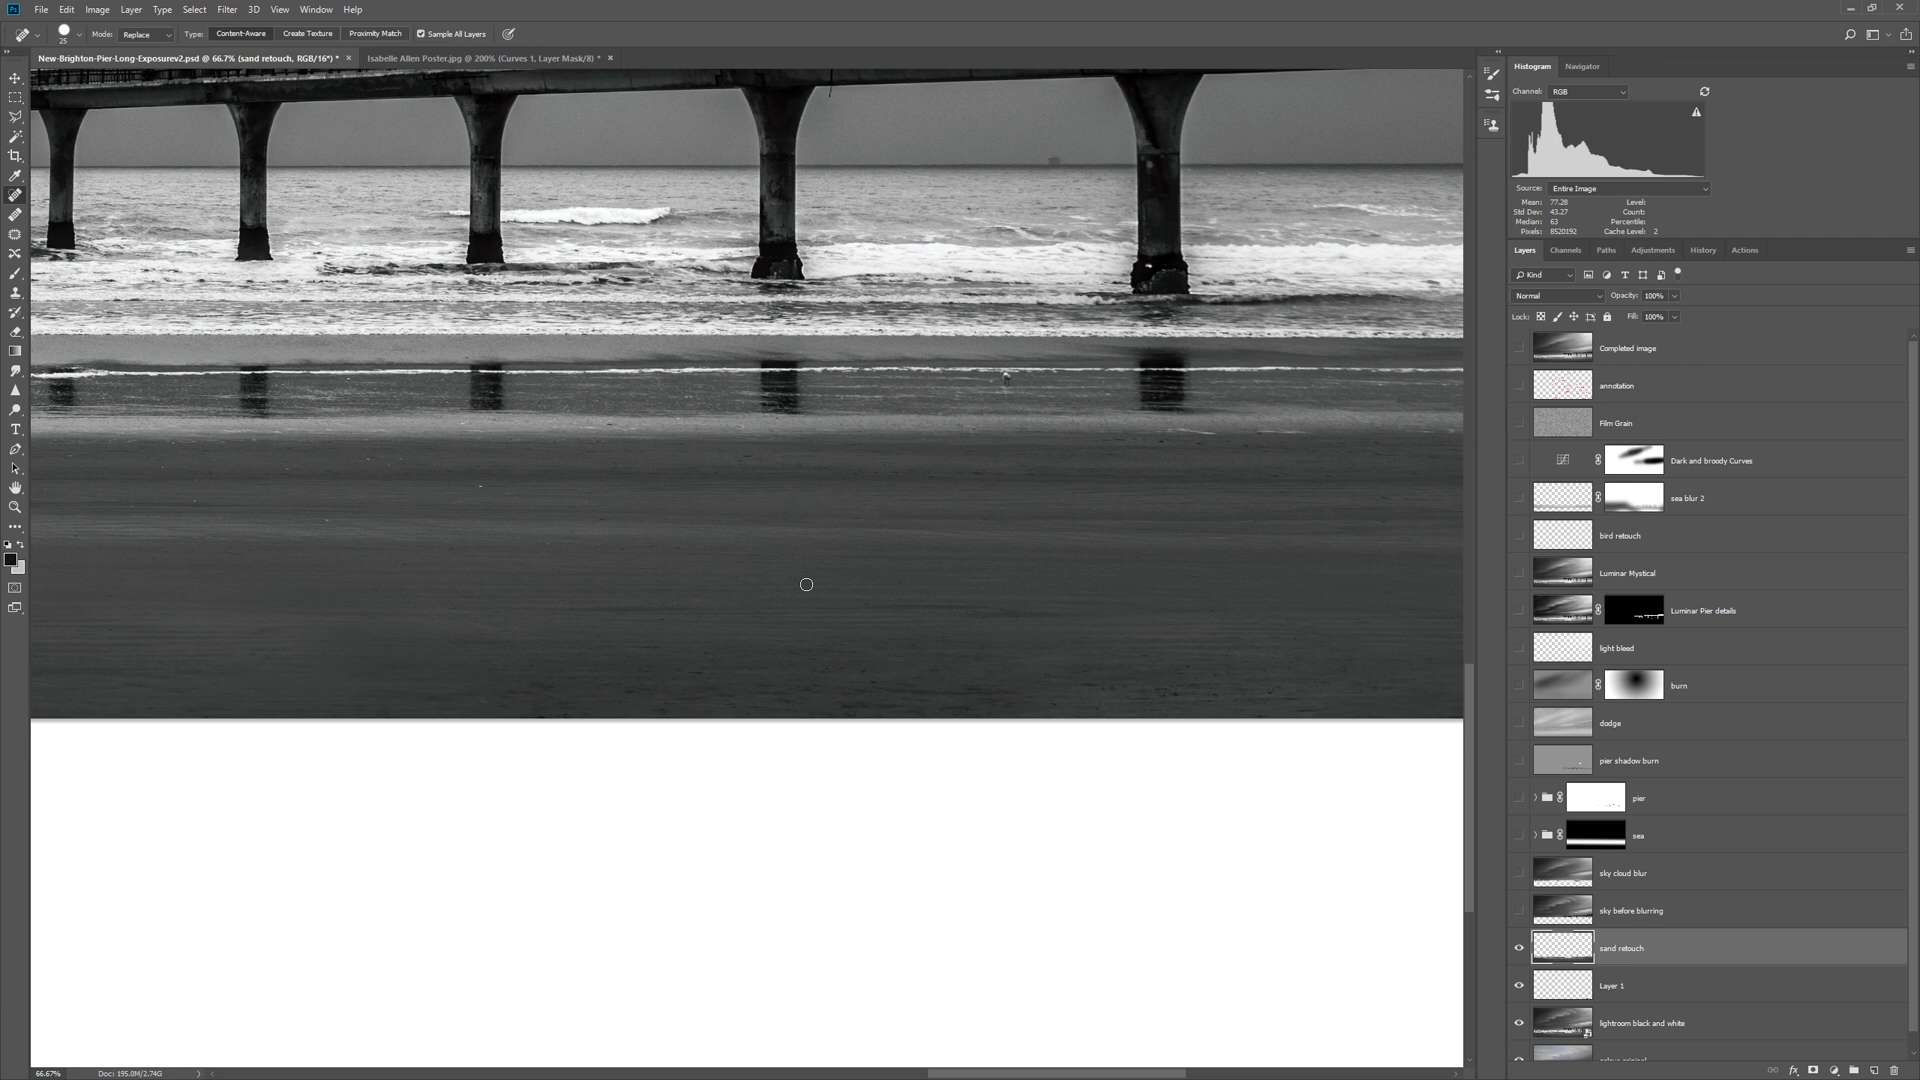 Ps File Edit Image Layer Type Select Filter 3D View Window Help
25 Mode: Replace Type: Content-Aware Create Texture Proximity Match Sample All Layers
New-Brighton-Pier-Long-Exposurev2.psd @ 66.7% (sand retouch, RGB/16*) * × Isabelle Allen Poster.jpg @ 200% (Curves 1, Layer Mask/8) * ×
Histogram Navigator
Channel: RGB
Source: Entire Image
Mean: 77.28 Level:
Std Dev: 43.27 Count:
Median: 63 Percentile:
Pixels: 8520192 Cache Level: 2
Layers Channels Paths Adjustments History Actions
Kind
Normal Opacity: 100%
Lock: Fill: 100%
Completed image
annotation
Film Grain
Dark and broody Curves
sea blur 2
bird retouch
Luminar Mystical
Luminar Pier details
light bleed
burn
dodge
pier shadow burn
pier
sea
sky cloud blur
sky before blurring
sand retouch
Layer 1
lightroom black and white
66.67% Doc: 195.0M/2.74G